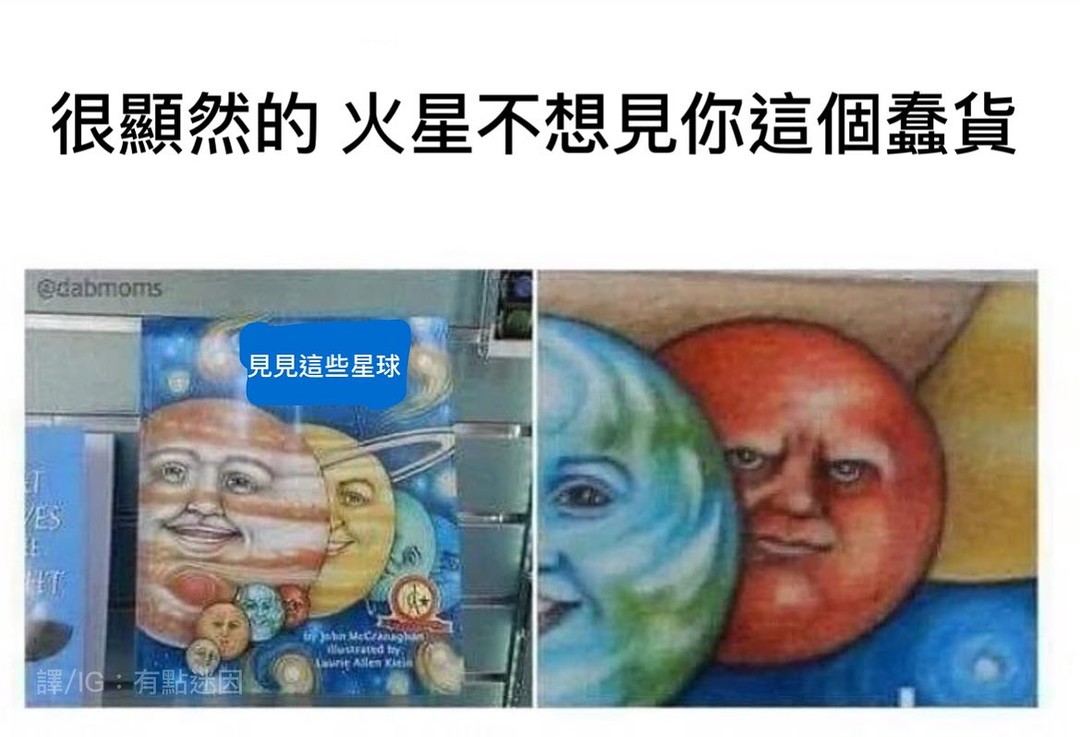 很顯然的 火星不想見你這個蠢貨
@dabmoms
見見這些星球
by John McCranaghan
illustrated by
Laurie Allen Klein
譯/IG：有點迷因